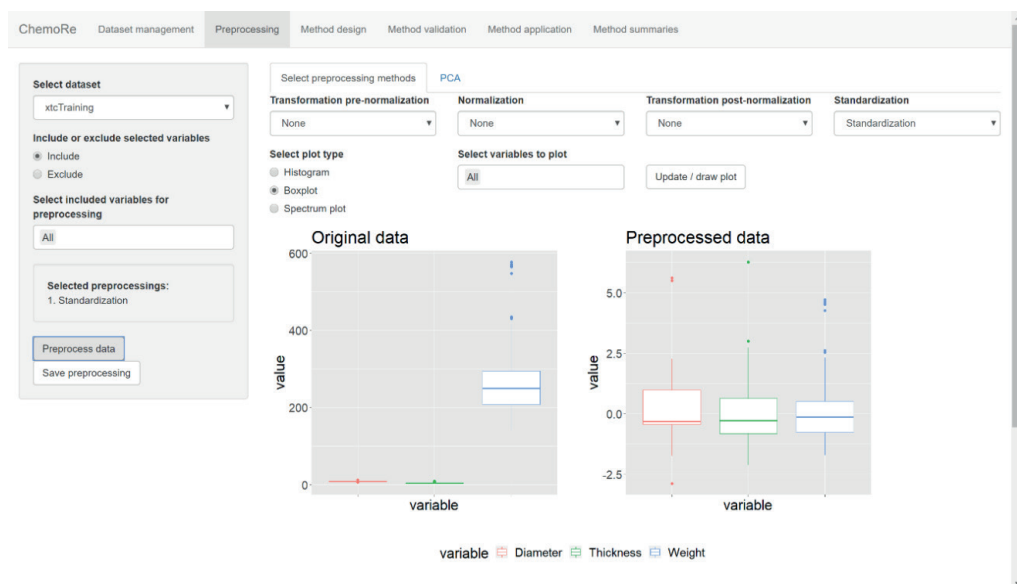 ChemoRe Dataset management Preprocessing Method design Method validation Method application Method summaries
Select dataset
xtcTraining
Include or exclude selected variables
Include
Exclude
Select included variables for
preprocessing
All
Selected preprocessings:
1. Standardization
Preprocess data
Save preprocessing
Select preprocessing methods PCA
Transformation pre-normalization Normalization Transformation post-normalization Standardization
None None None Standardization
Select plot type Select variables to plot
Histogram
Boxplot
Spectrum plot
All
Update / draw plot
Original data
600
400
200
0
value
variable
Preprocessed data
5.0
2.5
0.0
-2.5
value
variable
variable Diameter Thickness Weight